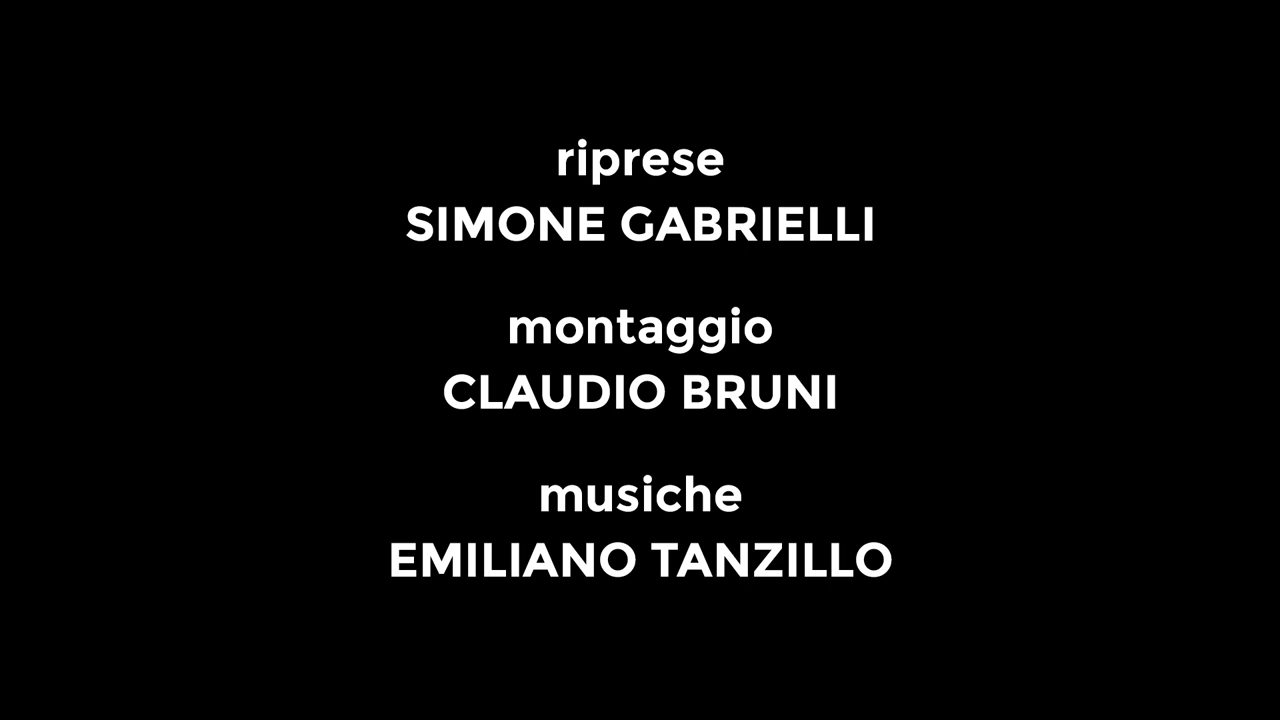 riprese
SIMONE GABRIELLI
montaggio
CLAUDIO BRUNI
musiche
EMILIANO TANZILLO